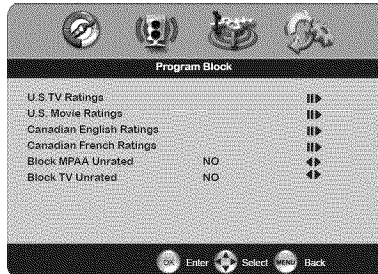 Program Block
U.S.TV Ratings
U.S. Movie Ratings
Canadian English Ratings
Canadian French Ratings
Block MPAA Unrated NO
Block TV Unrated NO
OK Enter Select MENU Back